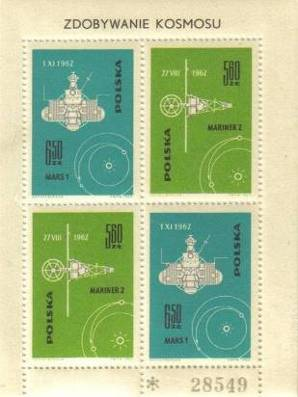 ZDOBYWANIE KOSMOSU
1 XI 1962
POLSKA
6,50 ZŁ
MARS 1
27 VIII 1962
5,60 ZŁ
POLSKA
MARINER 2
27 VIII 1962
5,60 ZŁ
POLSKA
MARINER 2
1 XI 1962
POLSKA
6,50 ZŁ
MARS 1
* 28549